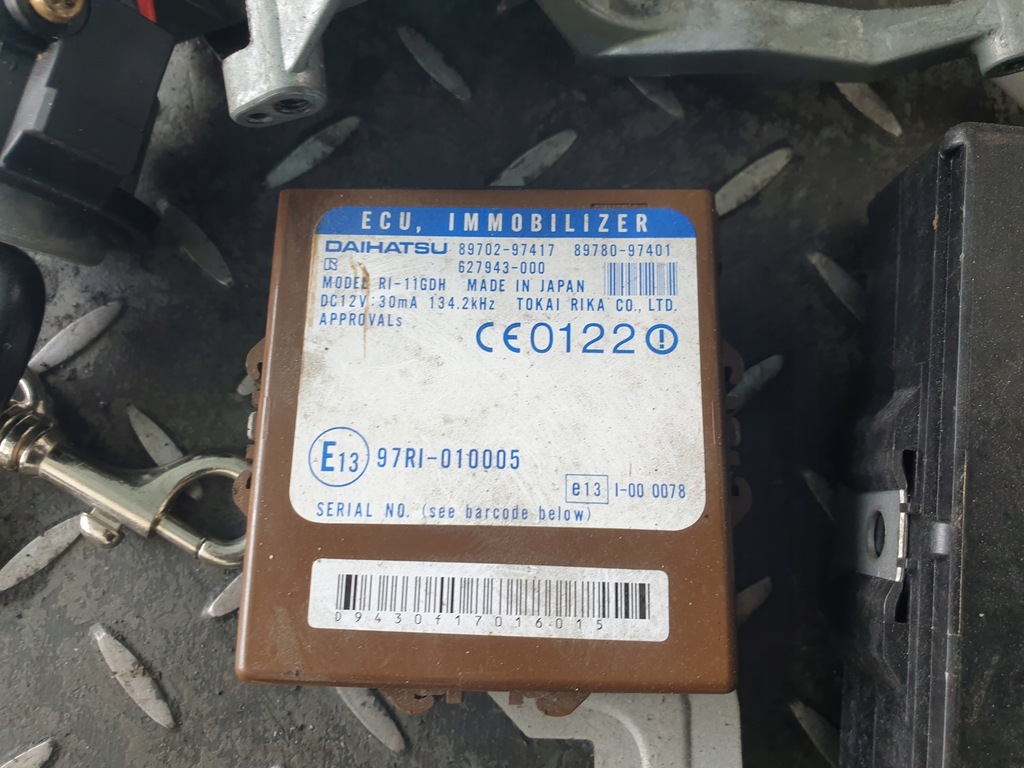 ECU, IMMOBILIZER
DAIHATSU 89702-97417 89780-97401
627943-000
MODEL RI-11GDH MADE IN JAPAN
DC12V:30mA 134.2kHz TOKAI RIKA CO., LTD.
APPROVALs
CE0122
E13 97RI-010005
e13 I-00 0078
SERIAL NO. (see barcode below)
D9430f17016015